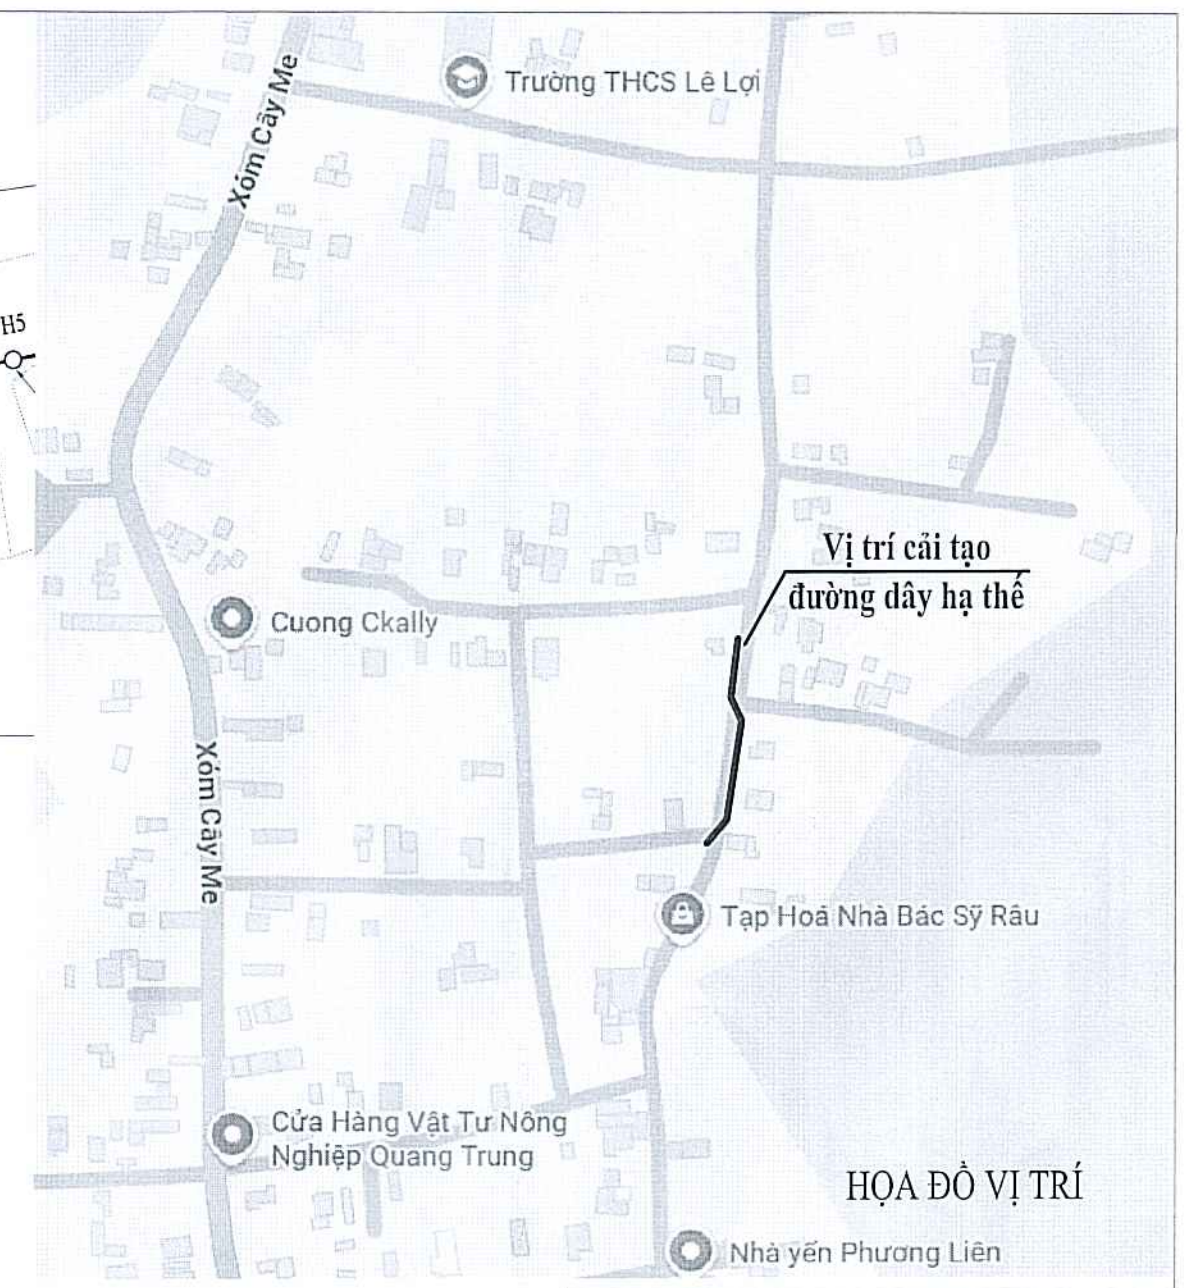 Xóm Cây Me
Trường THCS Lê Lợi
H5
Vị trí cải tạo
đường dây hạ thế
Cuong Ckally
Xóm Cây Me
Tạp Hoá Nhà Bác Sỹ Râu
Cửa Hàng Vật Tư Nông
Nghiệp Quang Trung
HỌA ĐỒ VỊ TRÍ
Nhà yến Phương Liên